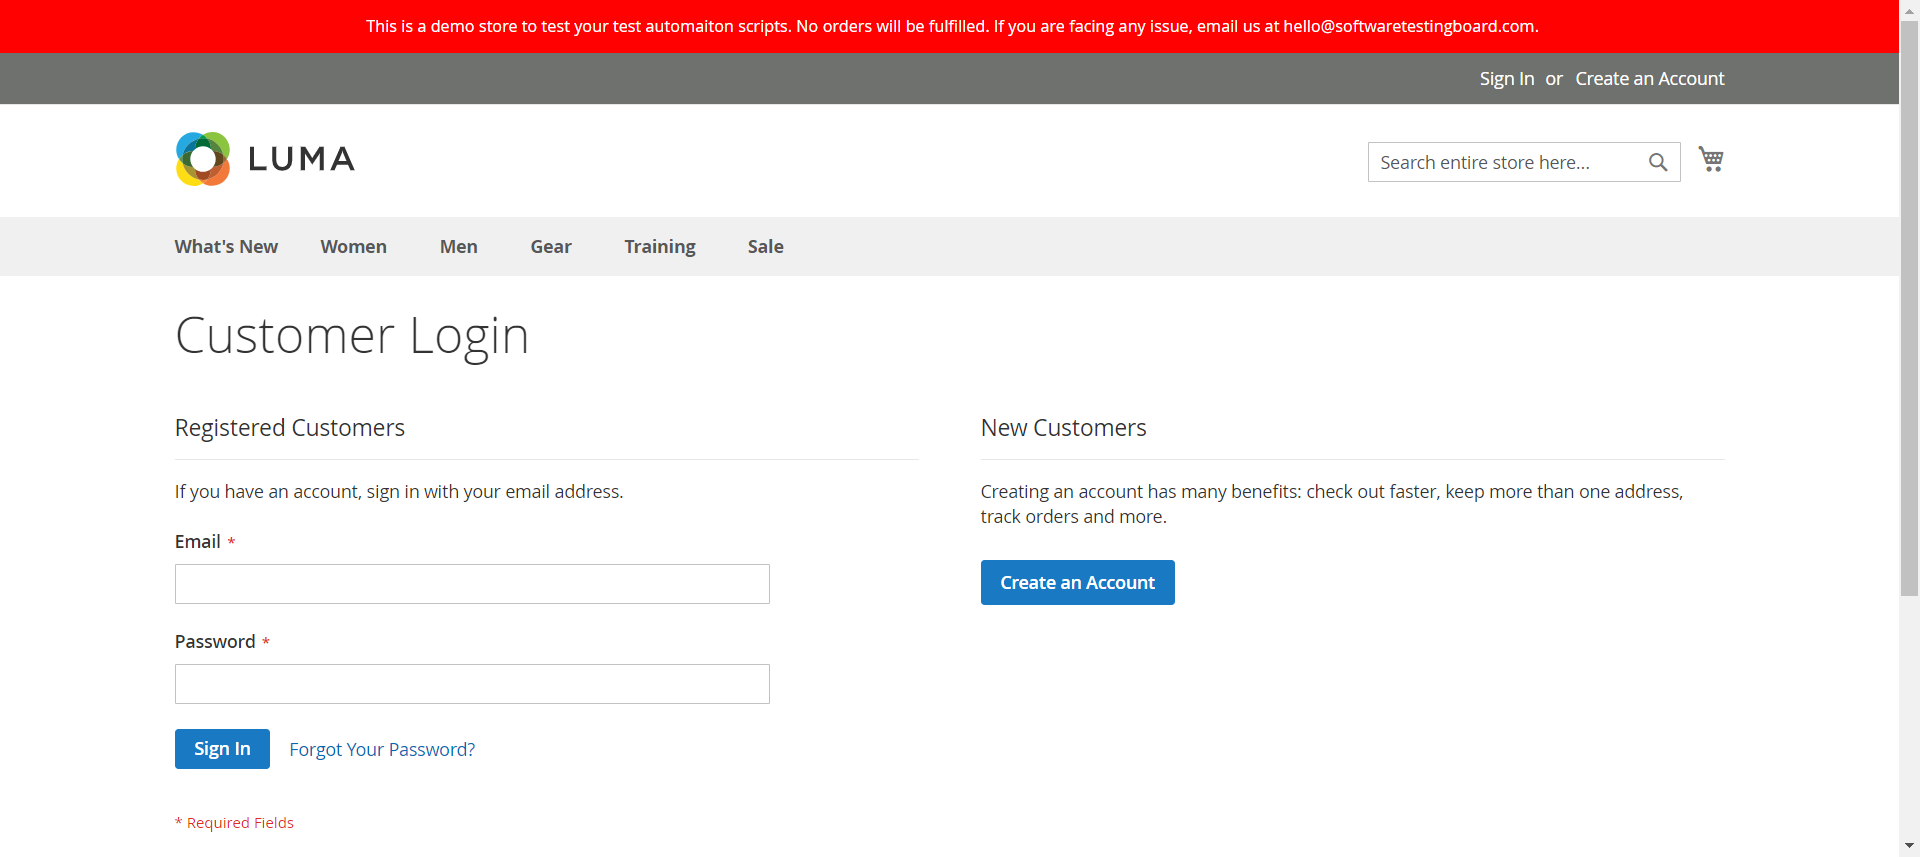 This is a demo store to test your test automaiton scripts. No orders will be fulfilled. If you are facing any issue, email us at hello@softwaretestingboard.com.
Sign In or Create an Account
LUMA
Search entire store here...
What's New Women Men Gear Training Sale
Customer Login
Registered Customers
If you have an account, sign in with your email address.
Email *
Password *
Sign In Forgot Your Password?
* Required Fields
New Customers
Creating an account has many benefits: check out faster, keep more than one address,
track orders and more.
Create an Account